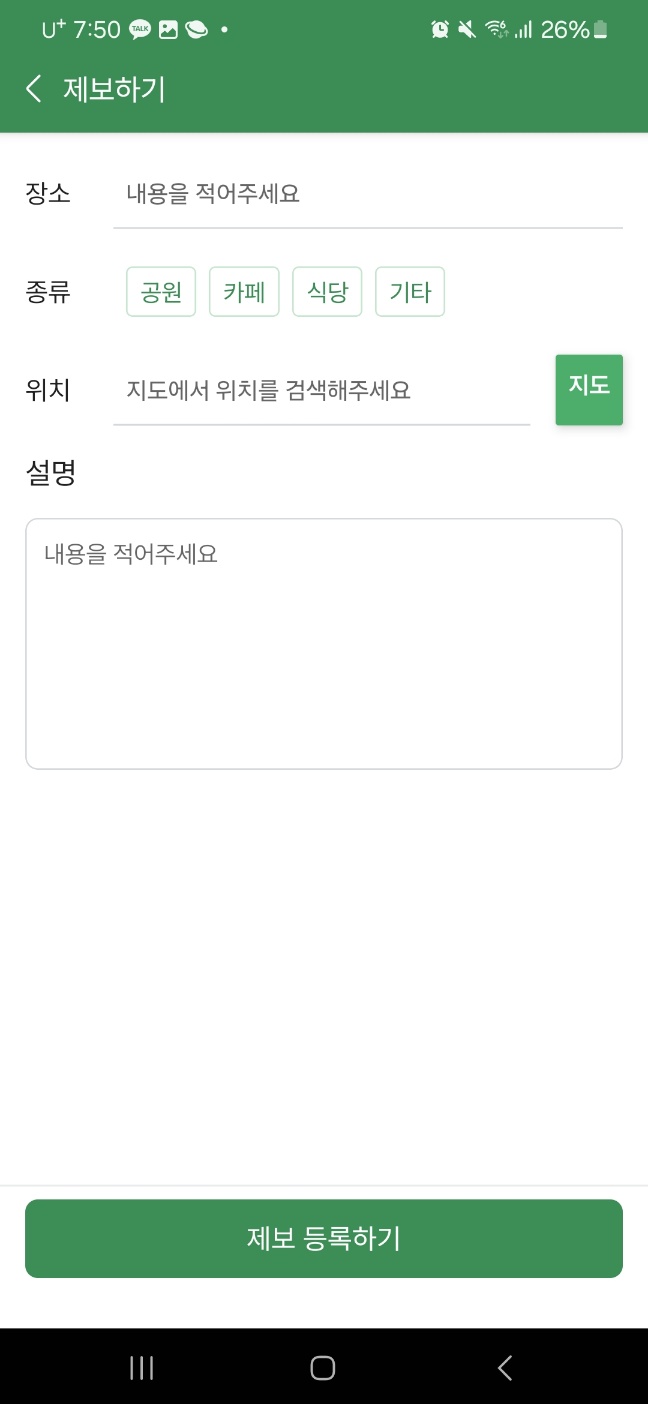 U+ 7:50 TALK 6 26%
제보하기
장소 내용을 적어주세요
종류 공원 카페 식당 기타
위치 지도에서 위치를 검색해주세요 지도
설명
내용을 적어주세요
제보 등록하기